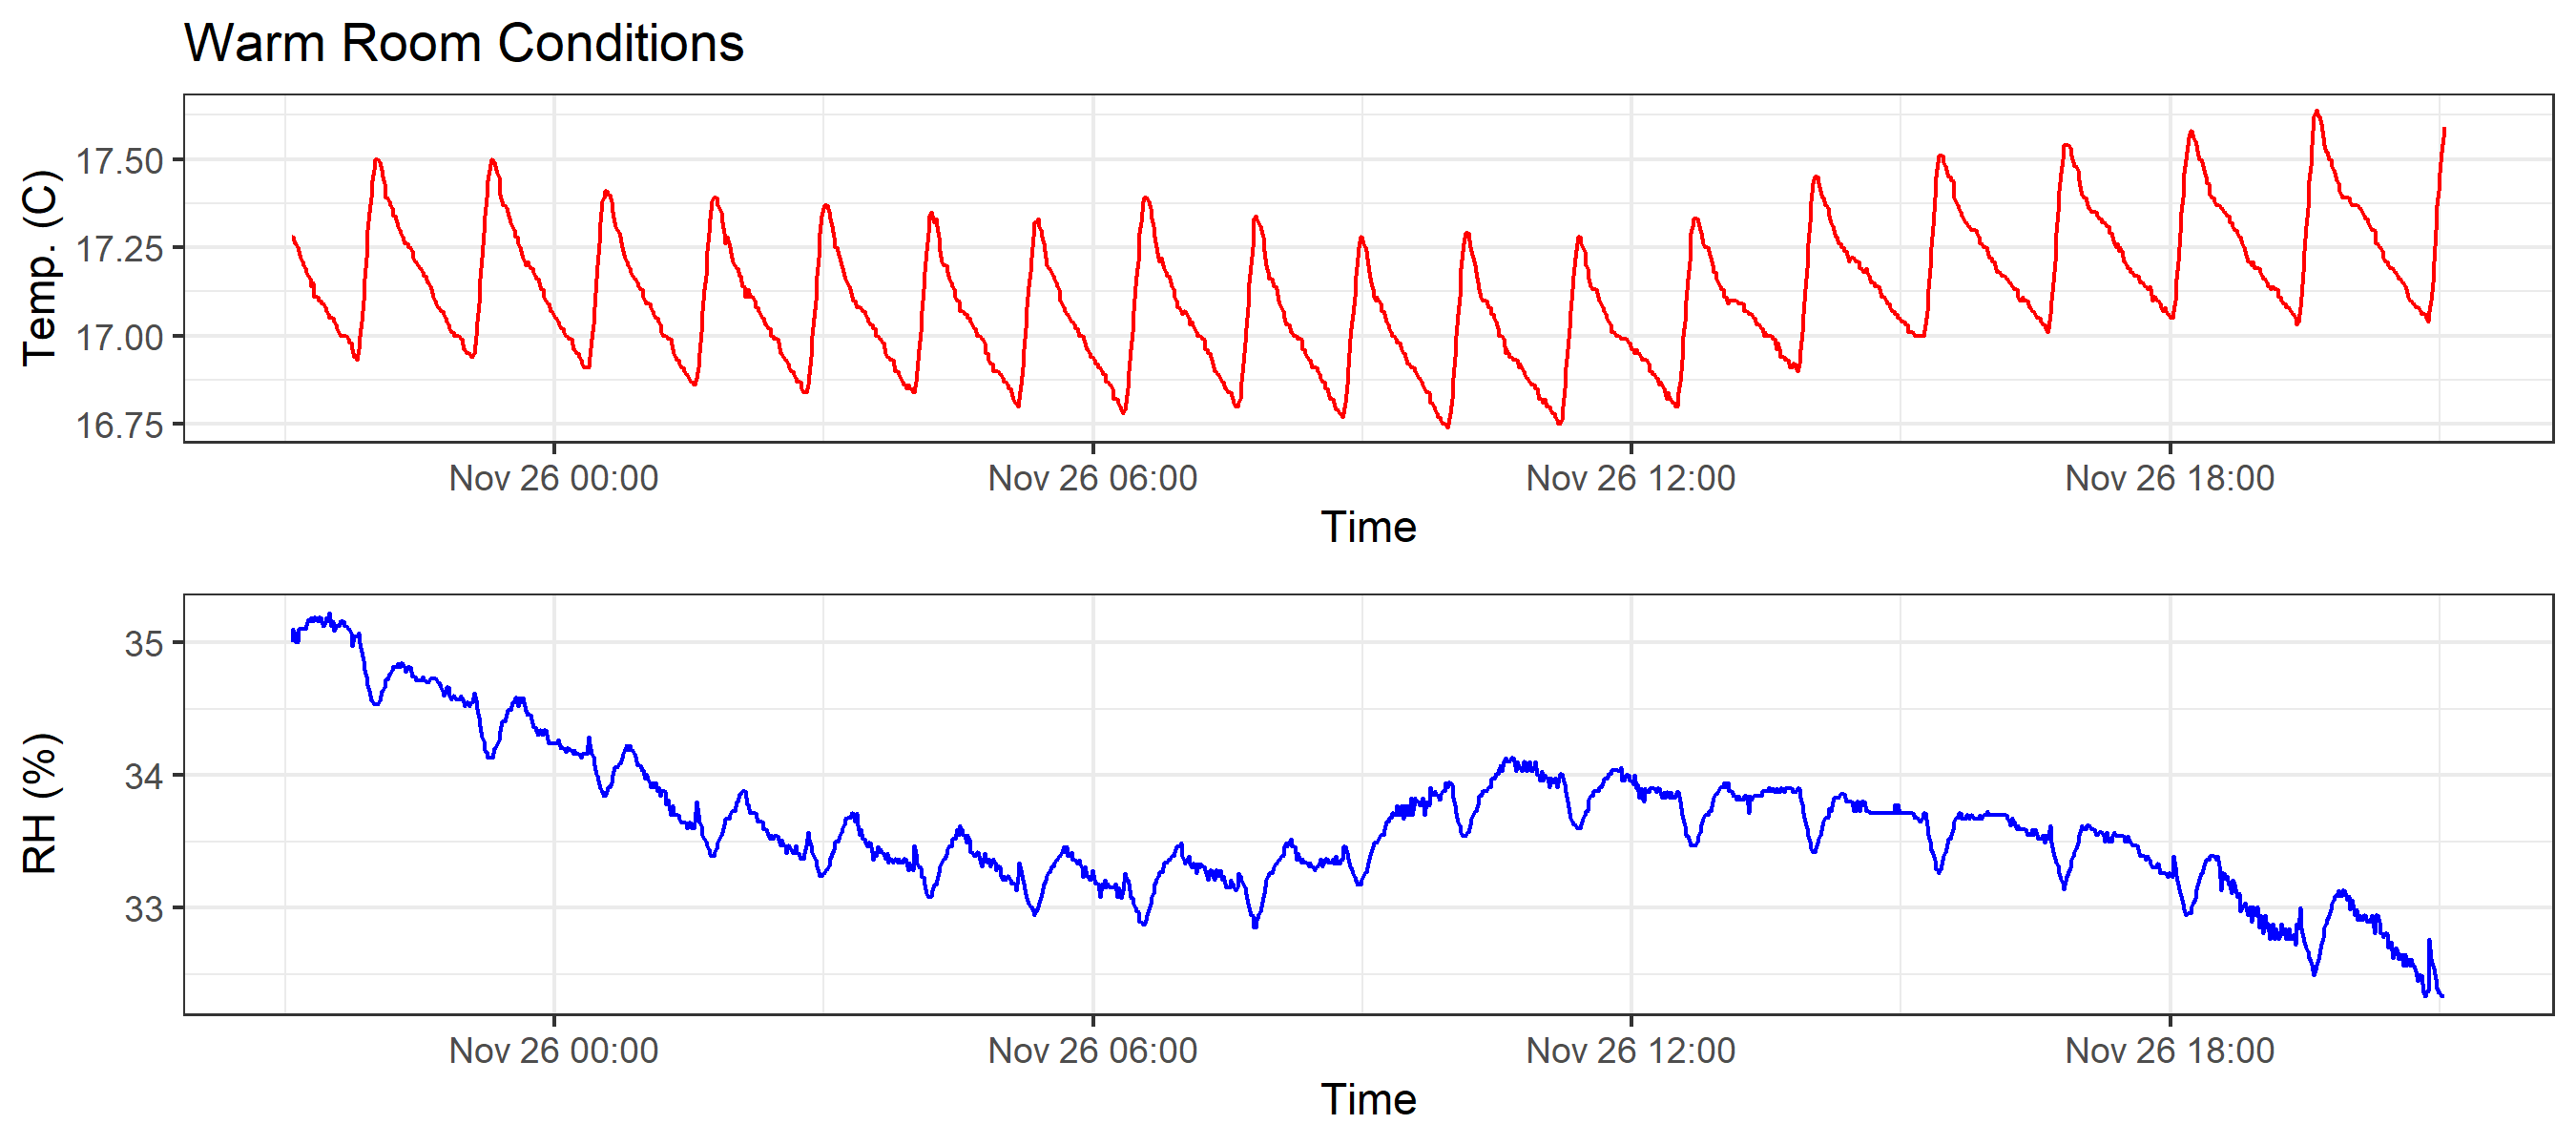 Warm Room Conditions
Temp. (C)
17.50
17.25
17.00
16.75
Nov 26 00:00 Nov 26 06:00 Nov 26 12:00 Nov 26 18:00
Time
RH (%)
35
34
33
Nov 26 00:00 Nov 26 06:00 Nov 26 12:00 Nov 26 18:00
Time